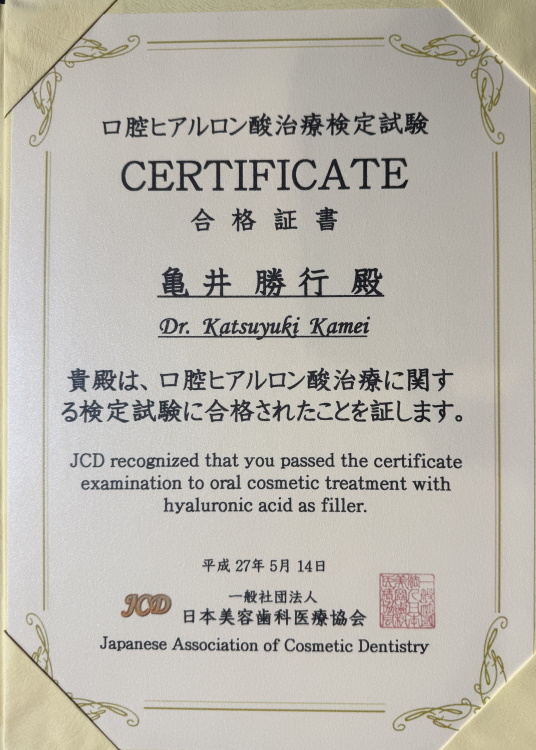 口腔ヒアルロン酸治療検定試験
CERTIFICATE
合格証書
亀井 勝行 殿
Dr. Katsuyuki Kamei
貴殿は、口腔ヒアルロン酸治療に関す
る検定試験に合格されたことを証します。
JCD recognized that you passed the certificate
examination to oral cosmetic treatment with
hyaluronic acid as filler.
平成 27年 5月 14日
JCD
一般社団法人
日本美容歯科医療協会
Japanese Association of Cosmetic Dentistry